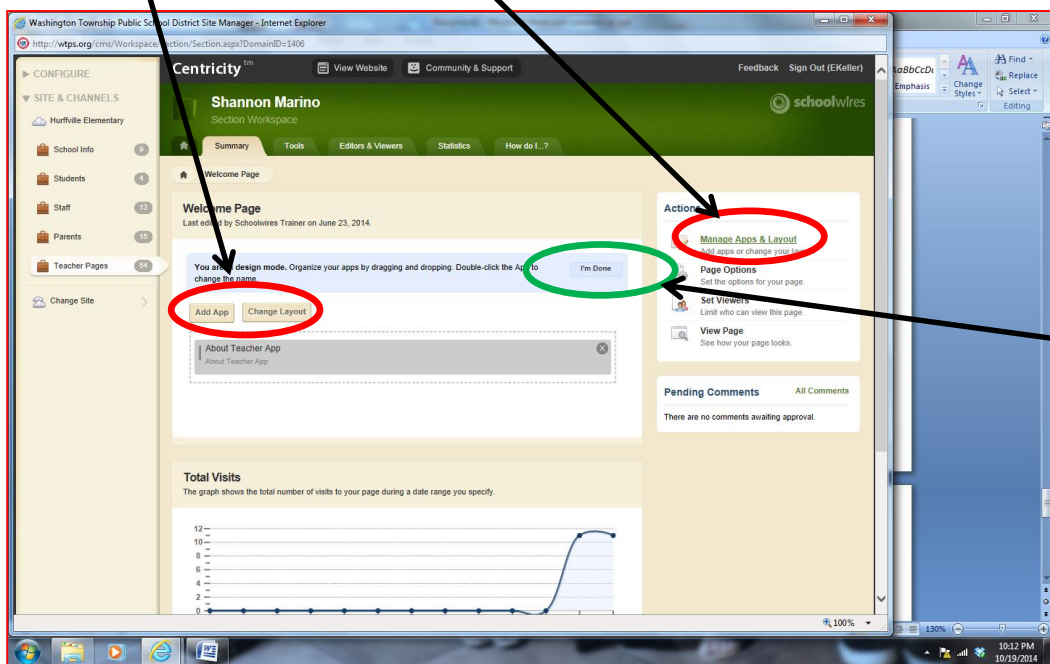 Washington Township Public School District Site Manager - Internet Explorer
http://wtps.org/cms/Workspace/Section/Section.aspx?DomainID=1406
CONFIGURE
SITE & CHANNELS
Hurffville Elementary
School Info 8
Students 4
Staff 13
Parents 15
Teacher Pages 54
Change Site
Centricity tm
View Website
Community & Support
Feedback Sign Out (EKeller)
Shannon Marino
Section Workspace
schoolwires
Summary Tools Editors & Viewers Statistics How do I...?
Welcome Page
Welcome Page
Last edited by Schoolwires Trainer on June 23, 2014.
You are in design mode. Organize your apps by dragging and dropping. Double-click the App to
change the name.
I'm Done
Add App Change Layout
About Teacher App
About Teacher App
Actions
Manage Apps & Layout
Add apps or change your layout.
Page Options
Set the options for your page.
Set Viewers
Limit who can view this page.
View Page
See how your page looks.
Pending Comments All Comments
There are no comments awaiting approval.
Total Visits
The graph shows the total number of visits to your page during a date range you specify.
12
10
8
6
4
2
0
100%
AaBbCcDı
Emphasis
Change
Styles
Find
Replace
Select
Editing
130%
10:12 PM
10/19/2014